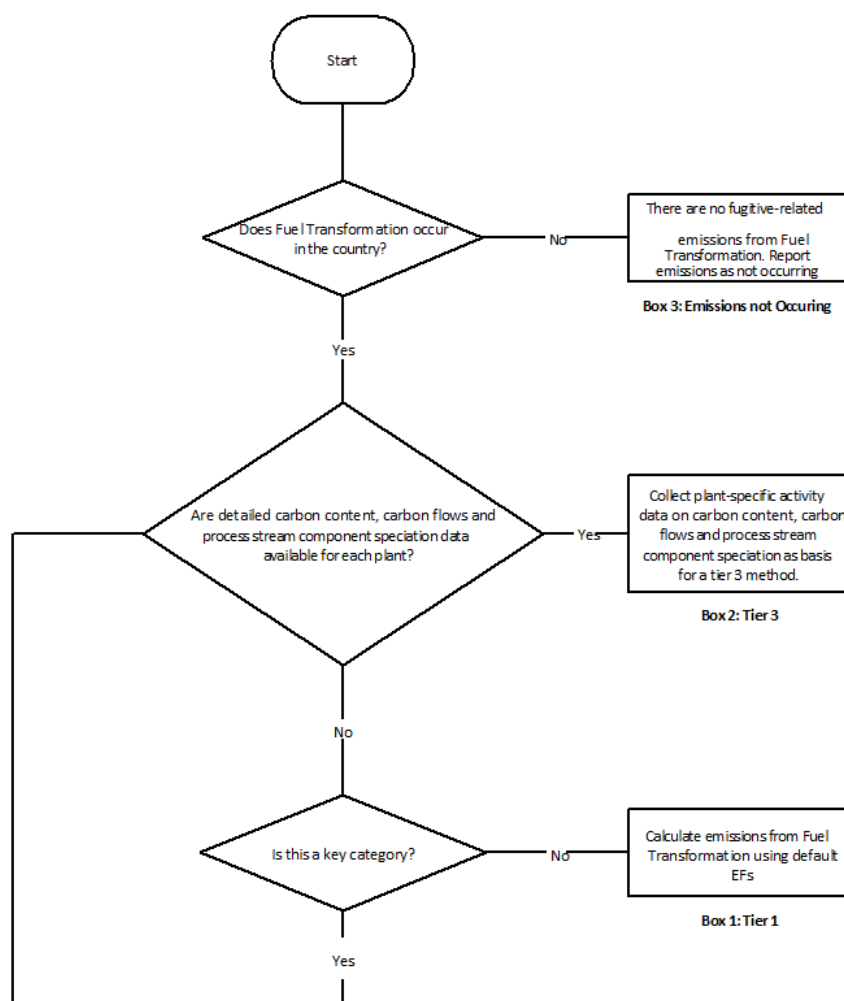 Start
Does Fuel Transformation occur
in the country?
No
There are no fugitive-related
emissions from Fuel
Transformation. Report
emissions as not occurring
Box 3: Emissions not Occuring
Yes
Are detailed carbon content, carbon flows and
process stream component speciation data
available for each plant?
Yes
Collect plant-specific activity
data on carbon content, carbon
flows and process stream
component speciation as basis
for a tier 3 method.
Box 2: Tier 3
No
Is this a key category?
No
Calculate emissions from Fuel
Transformation using default
EFs
Box 1: Tier 1
Yes